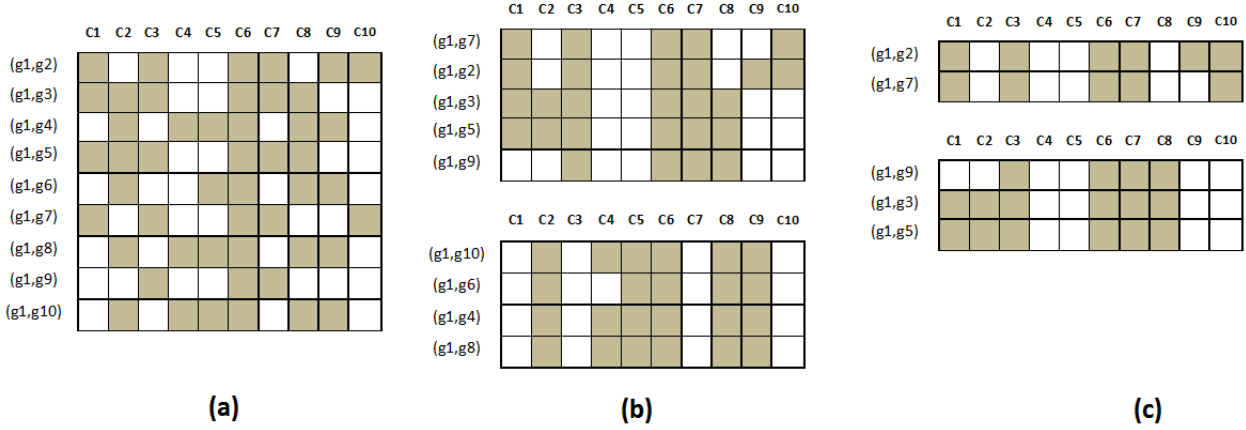 C1 C2 C3 C4 C5 C6 C7 C8 C9 C10
(g1,g2)
(g1,g3)
(g1,g4)
(g1,g5)
(g1,g6)
(g1,g7)
(g1,g8)
(g1,g9)
(g1,g10)
(a)
C1 C2 C3 C4 C5 C6 C7 C8 C9 C10
(g1,g7)
(g1,g2)
(g1,g3)
(g1,g5)
(g1,g9)
C1 C2 C3 C4 C5 C6 C7 C8 C9 C10
(g1,g10)
(g1,g6)
(g1,g4)
(g1,g8)
(b)
C1 C2 C3 C4 C5 C6 C7 C8 C9 C10
(g1,g2)
(g1,g7)
C1 C2 C3 C4 C5 C6 C7 C8 C9 C10
(g1,g9)
(g1,g3)
(g1,g5)
(c)